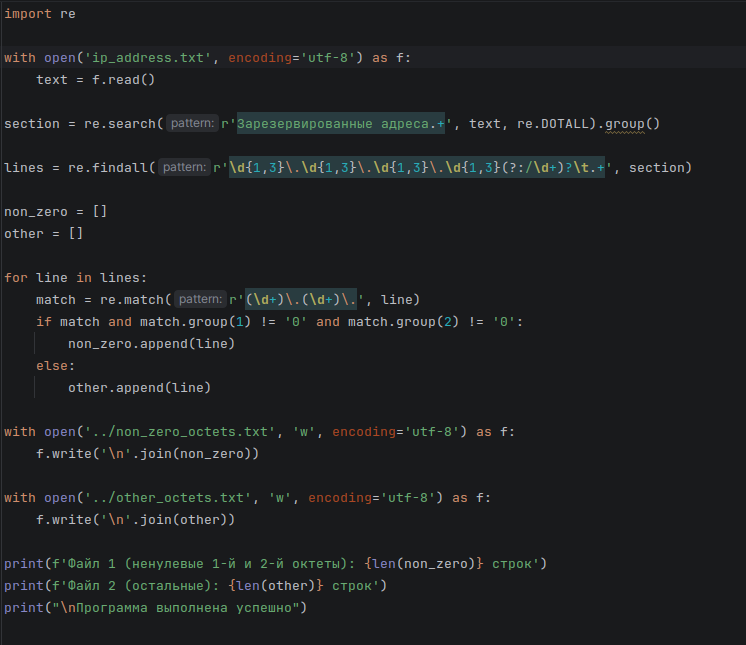 import re
with open('ip_address.txt', encoding='utf-8') as f:
    text = f.read()
section = re.search( pattern: r'Зарезервированные адреса.+', text, re.DOTALL).group()
lines = re.findall( pattern: r'\d{1,3}\.\d{1,3}\.\d{1,3}\.\d{1,3}(?:/\d+)?\t.+', section)
non_zero = []
other = []
for line in lines:
    match = re.match( pattern: r'(\d+)\.(\d+)\.', line)
    if match and match.group(1) != '0' and match.group(2) != '0':
        non_zero.append(line)
    else:
        other.append(line)
with open('../non_zero_octets.txt', 'w', encoding='utf-8') as f:
    f.write('\n'.join(non_zero))
with open('../other_octets.txt', 'w', encoding='utf-8') as f:
    f.write('\n'.join(other))
print(f'Файл 1 (ненулевые 1-й и 2-й октеты): {len(non_zero)} строк')
print(f'Файл 2 (остальные): {len(other)} строк')
print("\nПрограмма выполнена успешно")